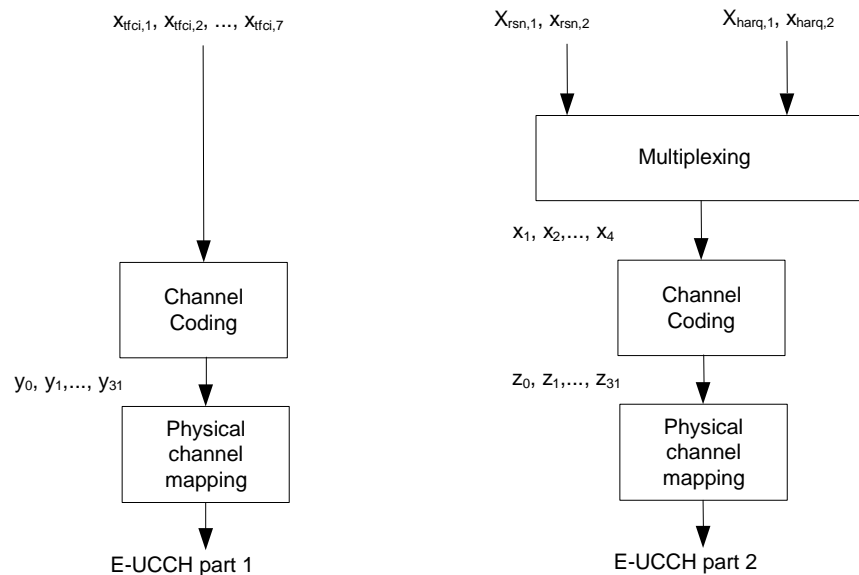 x_tfci,1, x_tfci,2, ..., x_tfci,7
Channel
Coding
y_0, y_1,..., y_31
Physical
channel
mapping
E-UCCH part 1
X_rsn,1, x_rsn,2
X_harq,1, x_harq,2
Multiplexing
x_1, x_2,..., x_4
Channel
Coding
z_0, z_1,..., z_31
Physical
channel
mapping
E-UCCH part 2